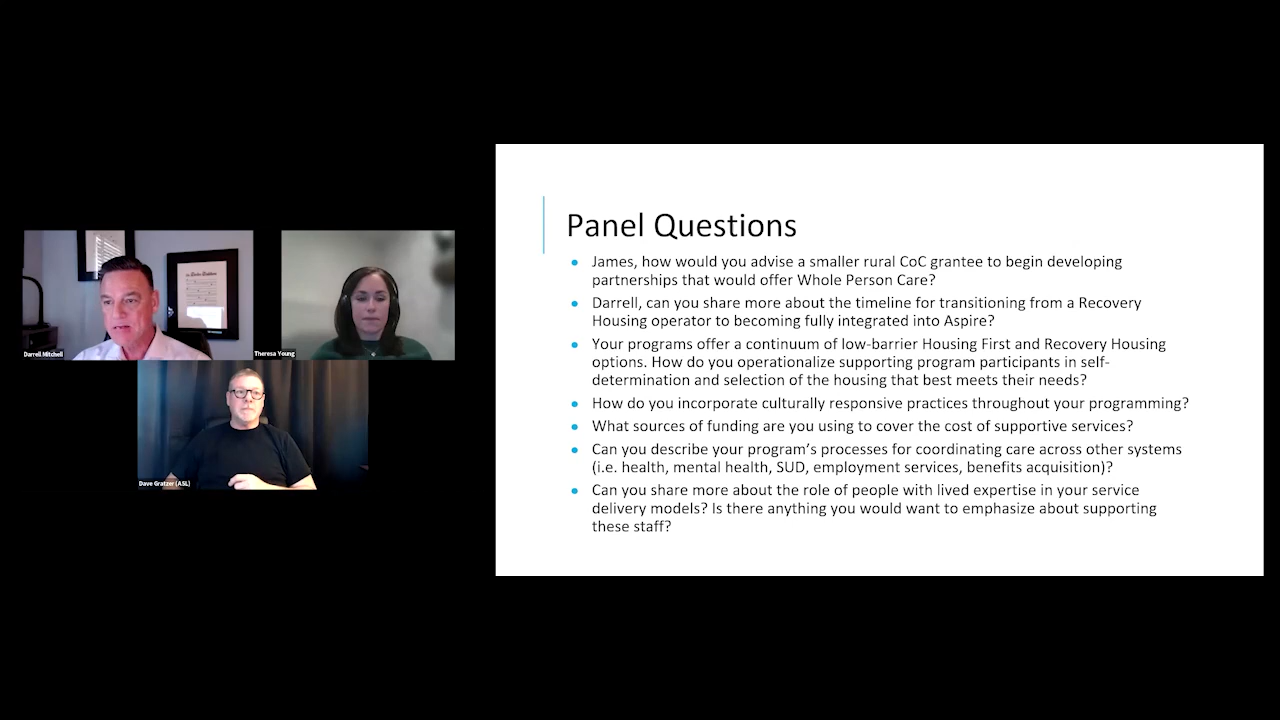 Darrell Mitchell
Theresa Young
Dave Gratzer (ASL)
Panel Questions
• James, how would you advise a smaller rural CoC grantee to begin developing
partnerships that would offer Whole Person Care?
• Darrell, can you share more about the timeline for transitioning from a Recovery
Housing operator to becoming fully integrated into Aspire?
• Your programs offer a continuum of low-barrier Housing First and Recovery Housing
options. How do you operationalize supporting program participants in self-
determination and selection of the housing that best meets their needs?
• How do you incorporate culturally responsive practices throughout your programming?
• What sources of funding are you using to cover the cost of supportive services?
• Can you describe your program’s processes for coordinating care across other systems
(i.e. health, mental health, SUD, employment services, benefits acquisition)?
• Can you share more about the role of people with lived expertise in your service
delivery models? Is there anything you would want to emphasize about supporting
these staff?